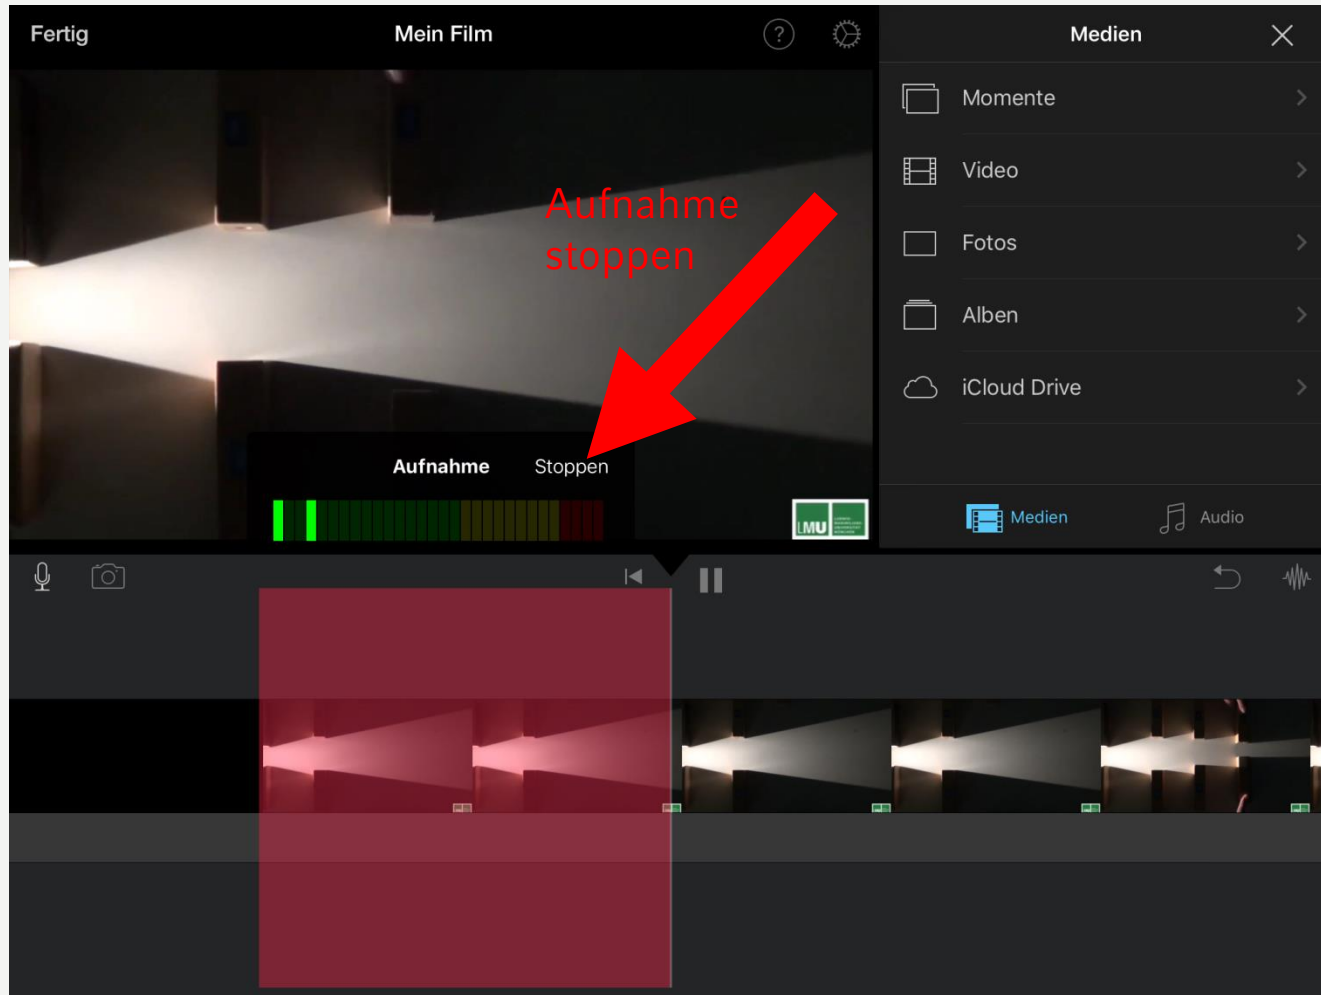 Fertig
Mein Film
?
Medien
Momente
Video
Fotos
Alben
iCloud Drive
Aufnahme
stoppen
Aufnahme Stoppen
LMU
Medien
Audio